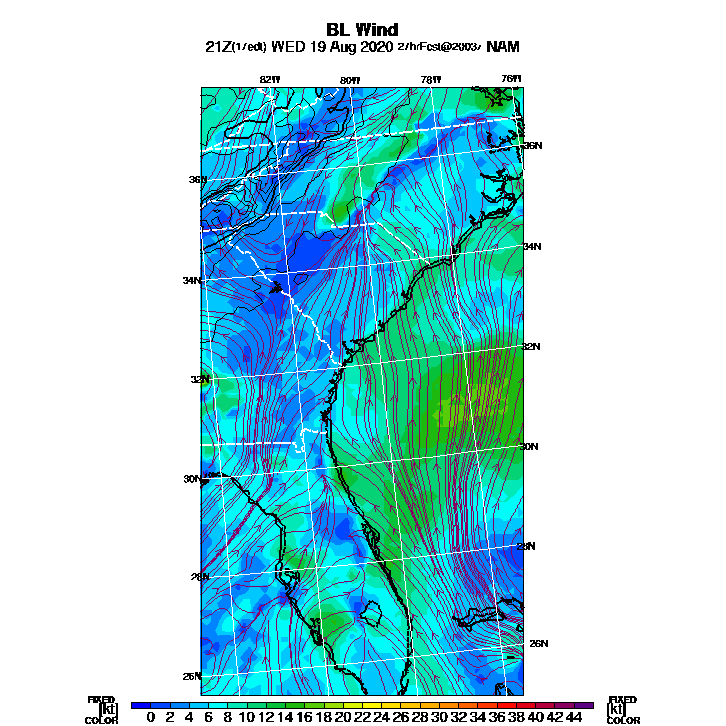 BL Wind
21Z(17edt) WED 19 Aug 2020 27hrFcst@2003z NAM
82W 80W 78W 76W
36N
36N
34N
34N
32N
32N
30N
30N
28N
28N
26N
26N
FIXED
[kt]
COLOR
0 2 4 6 8 10 12 14 16 18 20 22 24 26 28 30 32 34 36 38 40 42 44
FIXED
[kt]
COLOR